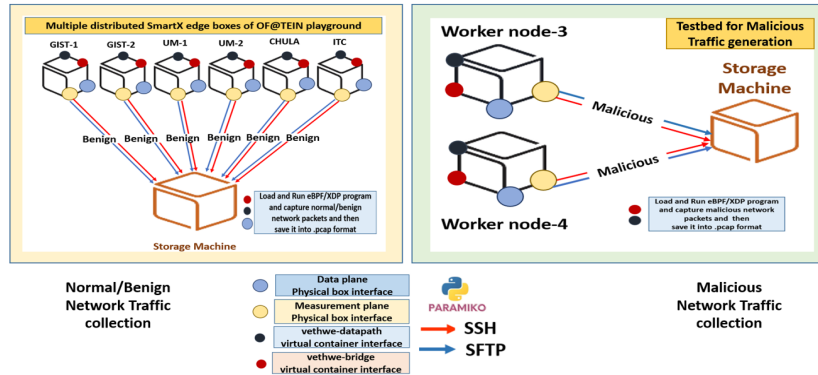 Multiple distributed SmartX edge boxes of OF@TEIN playground
GIST-1 GIST-2 UM-1 UM-2 CHULA ITC
Benign Benign Benign Benign Benign Benign
Load and Run eBPF/XDP program
and capture normal/benign
network packets and then
save it into .pcap format
Storage Machine
Worker node-3
Testbed for Malicious
Traffic generation
Storage
Machine
Malicious
Malicious
Worker node-4
Load and Run eBPF/XDP program
and capture malicious network
packets and then
save it into .pcap format
Normal/Benign
Network Traffic
collection
Data plane
Physical box interface
Measurement plane
Physical box interface
vethwe-datapath
virtual container interface
vethwe-bridge
virtual container interface
PARAMIKO
SSH
SFTP
Malicious
Network Traffic
collection